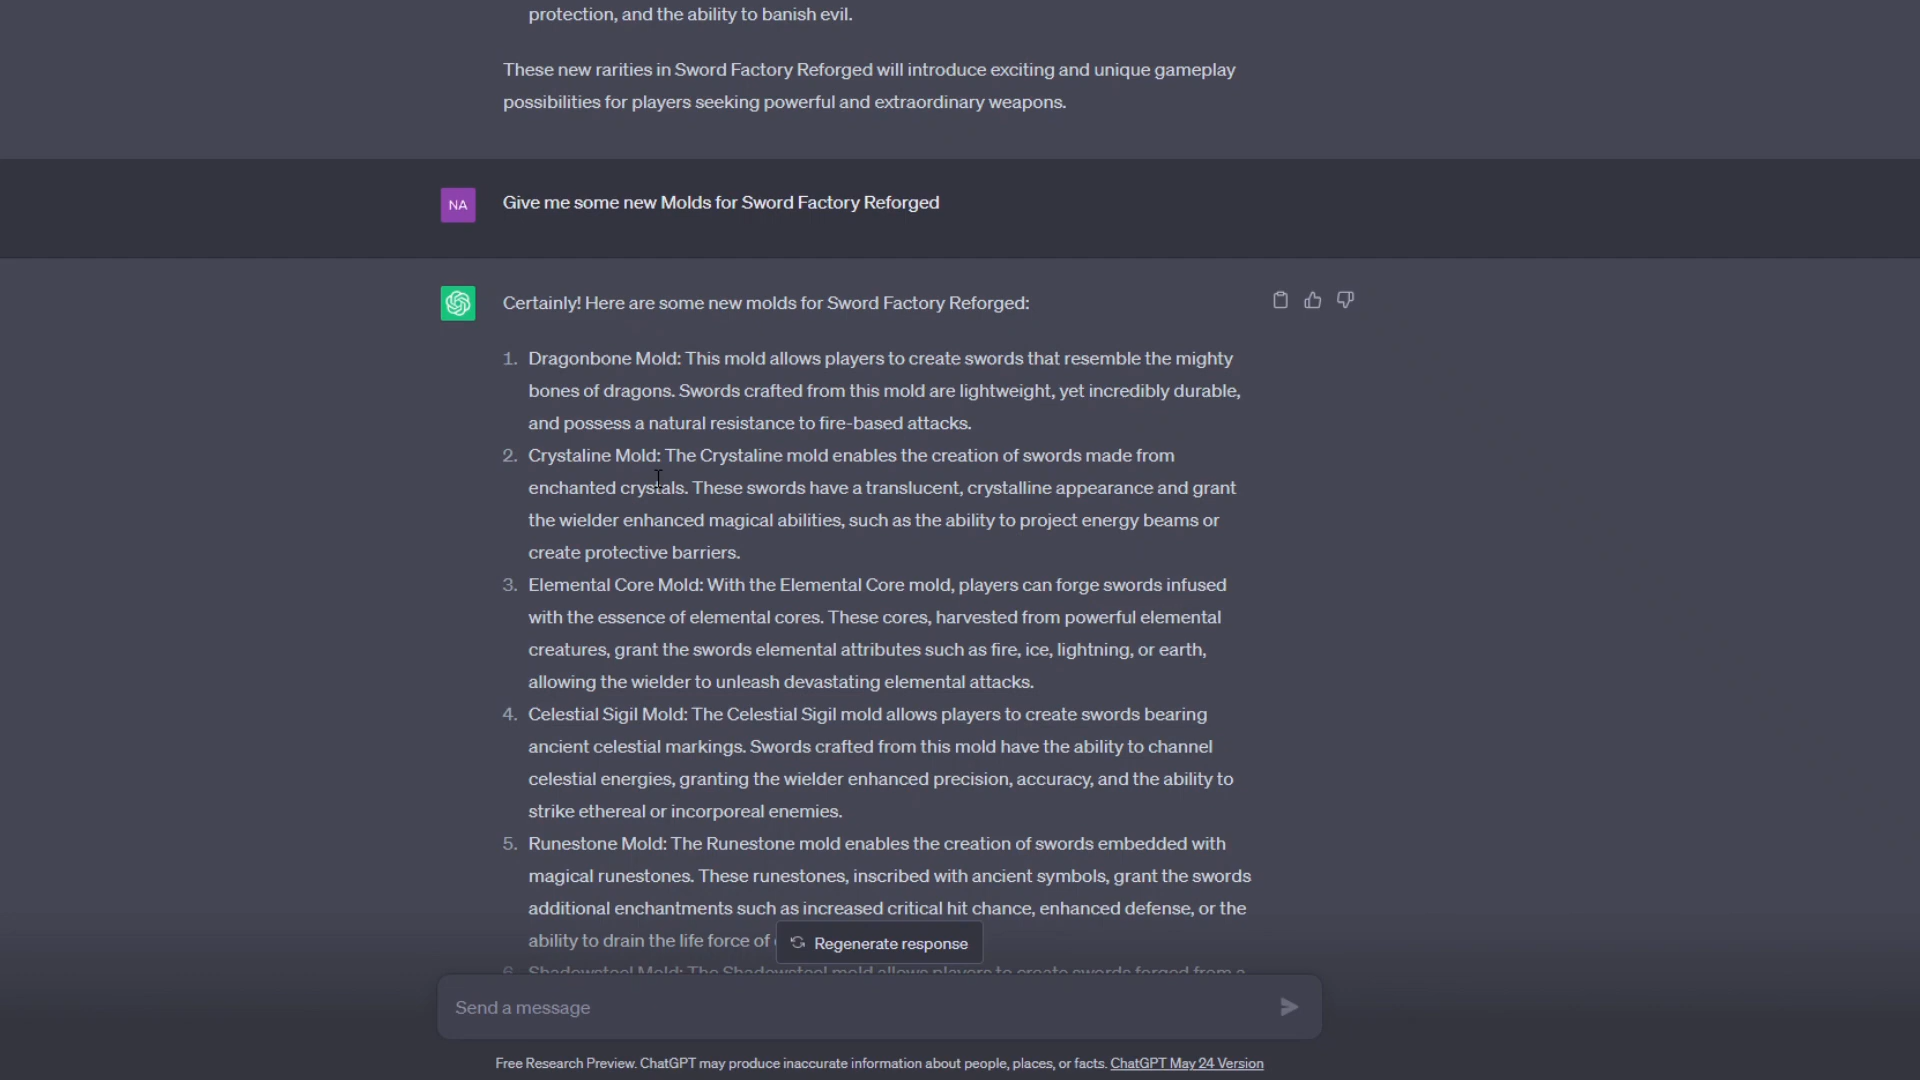 protection, and the ability to banish evil.
These new rarities in Sword Factory Reforged will introduce exciting and unique gameplay
possibilities for players seeking powerful and extraordinary weapons.
NA
Give me some new Molds for Sword Factory Reforged
Certainly! Here are some new molds for Sword Factory Reforged:
1. Dragonbone Mold: This mold allows players to create swords that resemble the mighty
bones of dragons. Swords crafted from this mold are lightweight, yet incredibly durable,
and possess a natural resistance to fire-based attacks.
2. Crystaline Mold: The Crystaline mold enables the creation of swords made from
enchanted crystals. These swords have a translucent, crystalline appearance and grant
the wielder enhanced magical abilities, such as the ability to project energy beams or
create protective barriers.
3. Elemental Core Mold: With the Elemental Core mold, players can forge swords infused
with the essence of elemental cores. These cores, harvested from powerful elemental
creatures, grant the swords elemental attributes such as fire, ice, lightning, or earth,
allowing the wielder to unleash devastating elemental attacks.
4. Celestial Sigil Mold: The Celestial Sigil mold allows players to create swords bearing
ancient celestial markings. Swords crafted from this mold have the ability to channel
celestial energies, granting the wielder enhanced precision, accuracy, and the ability to
strike ethereal or incorporeal enemies.
5. Runestone Mold: The Runestone mold enables the creation of swords embedded with
magical runestones. These runestones, inscribed with ancient symbols, grant the swords
additional enchantments such as increased critical hit chance, enhanced defense, or the
ability to drain the life force of
Regenerate response
6. Shadowsteel Mold: The Shadowsteel mold allows players to create swords forged from a
Send a message
Free Research Preview. ChatGPT may produce inaccurate information about people, places, or facts. ChatGPT May 24 Version